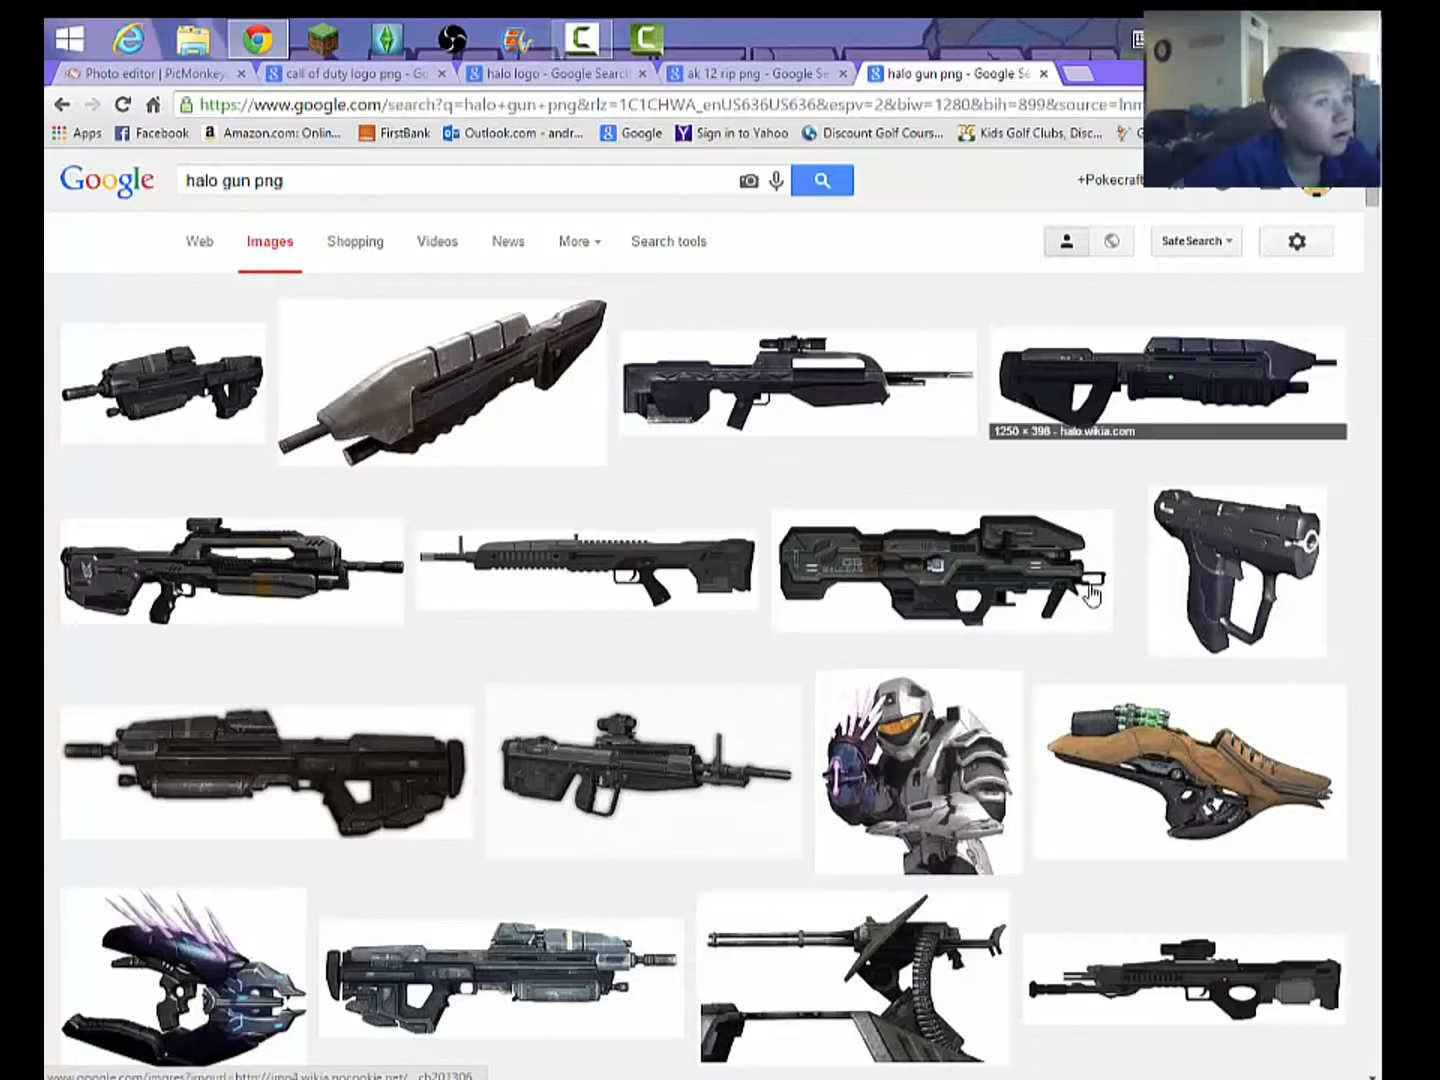 Photo editor | PicMonkey
call of duty logo png - Go
halo logo - Google Search
ak 12 rip png - Google Se
halo gun png - Google Se
https://www.google.com/search?q=halo+gun+png&rlz=1C1CHWA_enUS636US636&espv=2&biw=1280&bih=899&source=lnm
Apps
Facebook
Amazon.com: Onlin...
FirstBank
Outlook.com - andr...
Google
Sign in to Yahoo
Discount Golf Cours...
Kids Golf Clubs, Disc...
Google
halo gun png
+Pokecraft
Web
Images
Shopping
Videos
News
More
Search tools
SafeSearch
1250 × 398 - halo.wikia.com